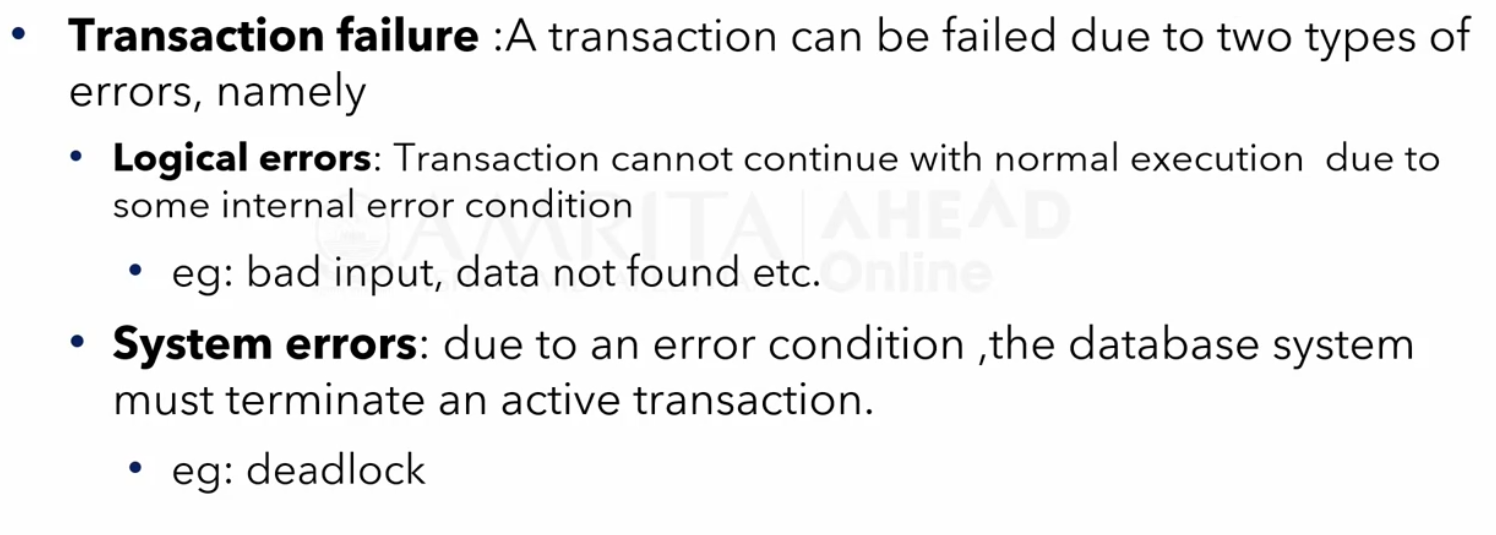 • Transaction failure :A transaction can be failed due to two types of
errors, namely
• Logical errors: Transaction cannot continue with normal execution  due to
some internal error condition
• eg: bad input, data not found etc.
• System errors: due to an error condition ,the database system
must terminate an active transaction.
• eg: deadlock
AMRITA
AHEAD
Online